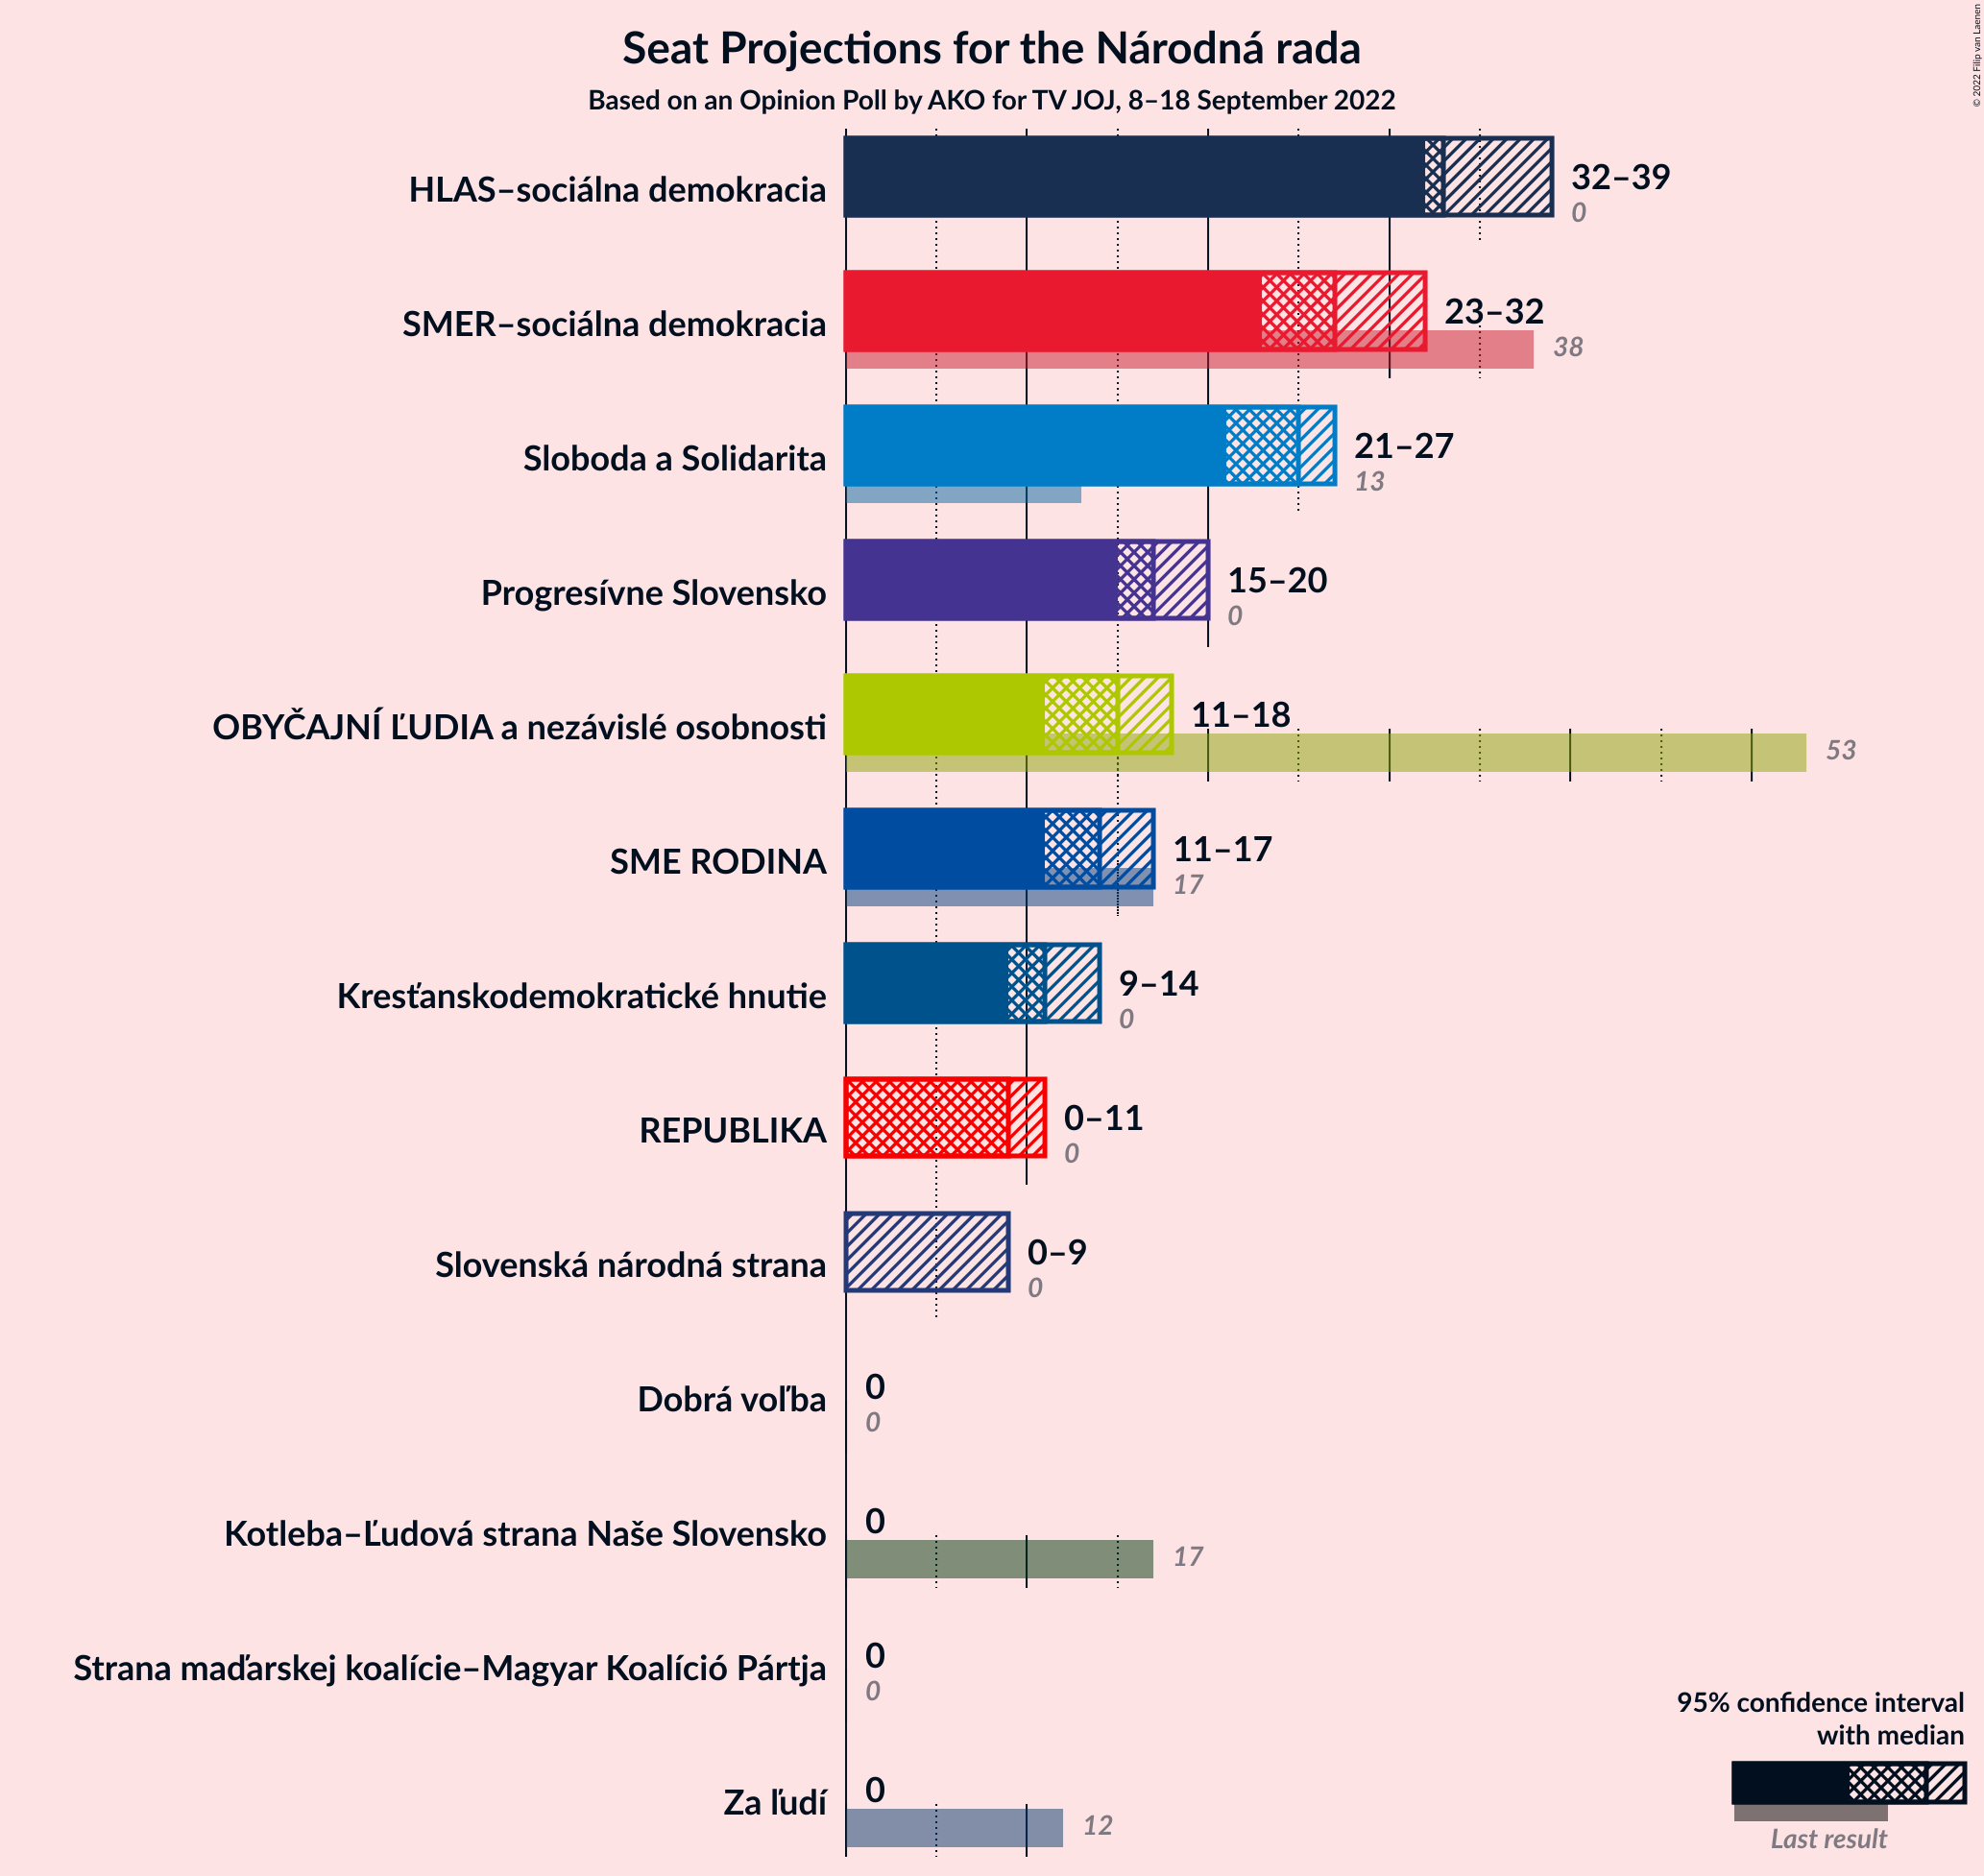 Seat Projections for the Národná rada
Based on an Opinion Poll by AKO for TV JOJ, 8–18 September 2022
© 2022 Filip van Laenen
HLAS–sociálna demokracia
32–39
0
SMER–sociálna demokracia
23–32
38
Sloboda a Solidarita
21–27
13
Progresívne Slovensko
15–20
0
OBYČAJNÍ ĽUDIA a nezávislé osobnosti
11–18
53
SME RODINA
11–17
17
Kresťanskodemokratické hnutie
9–14
0
REPUBLIKA
0–11
0
Slovenská národná strana
0–9
0
Dobrá voľba
0
0
Kotleba–Ľudová strana Naše Slovensko
0
17
Strana maďarskej koalície–Magyar Koalíció Pártja
0
0
Za ľudí
0
12
95% confidence interval
with median
Last result